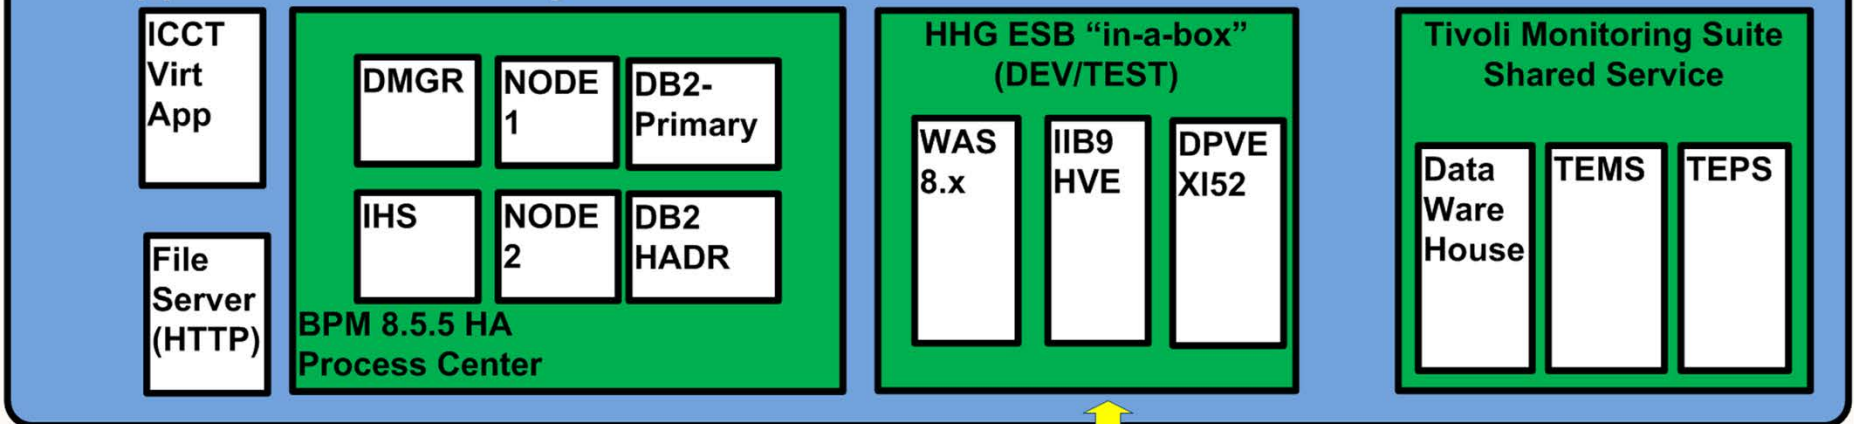 ICCT
Virt
App
File
Server
(HTTP)
DMGR
NODE
1
DB2-
Primary
IHS
NODE
2
DB2
HADR
BPM 8.5.5 HA
Process Center
HHG ESB “in-a-box”
(DEV/TEST)
WAS
8.x
IIB9
HVE
DPVE
XI52
Tivoli Monitoring Suite
Shared Service
Data
Ware
House
TEMS
TEPS